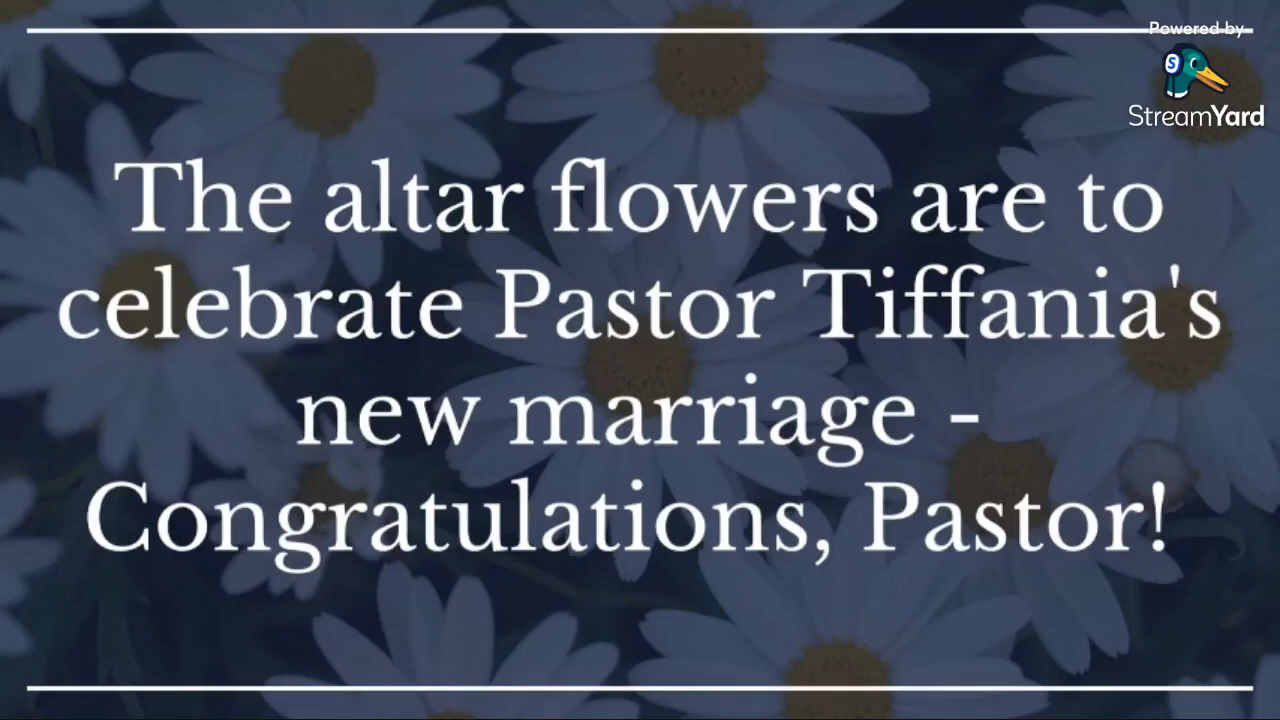 Powered by
StreamYard
The altar flowers are to
celebrate Pastor Tiffania's
new marriage -
Congratulations, Pastor!